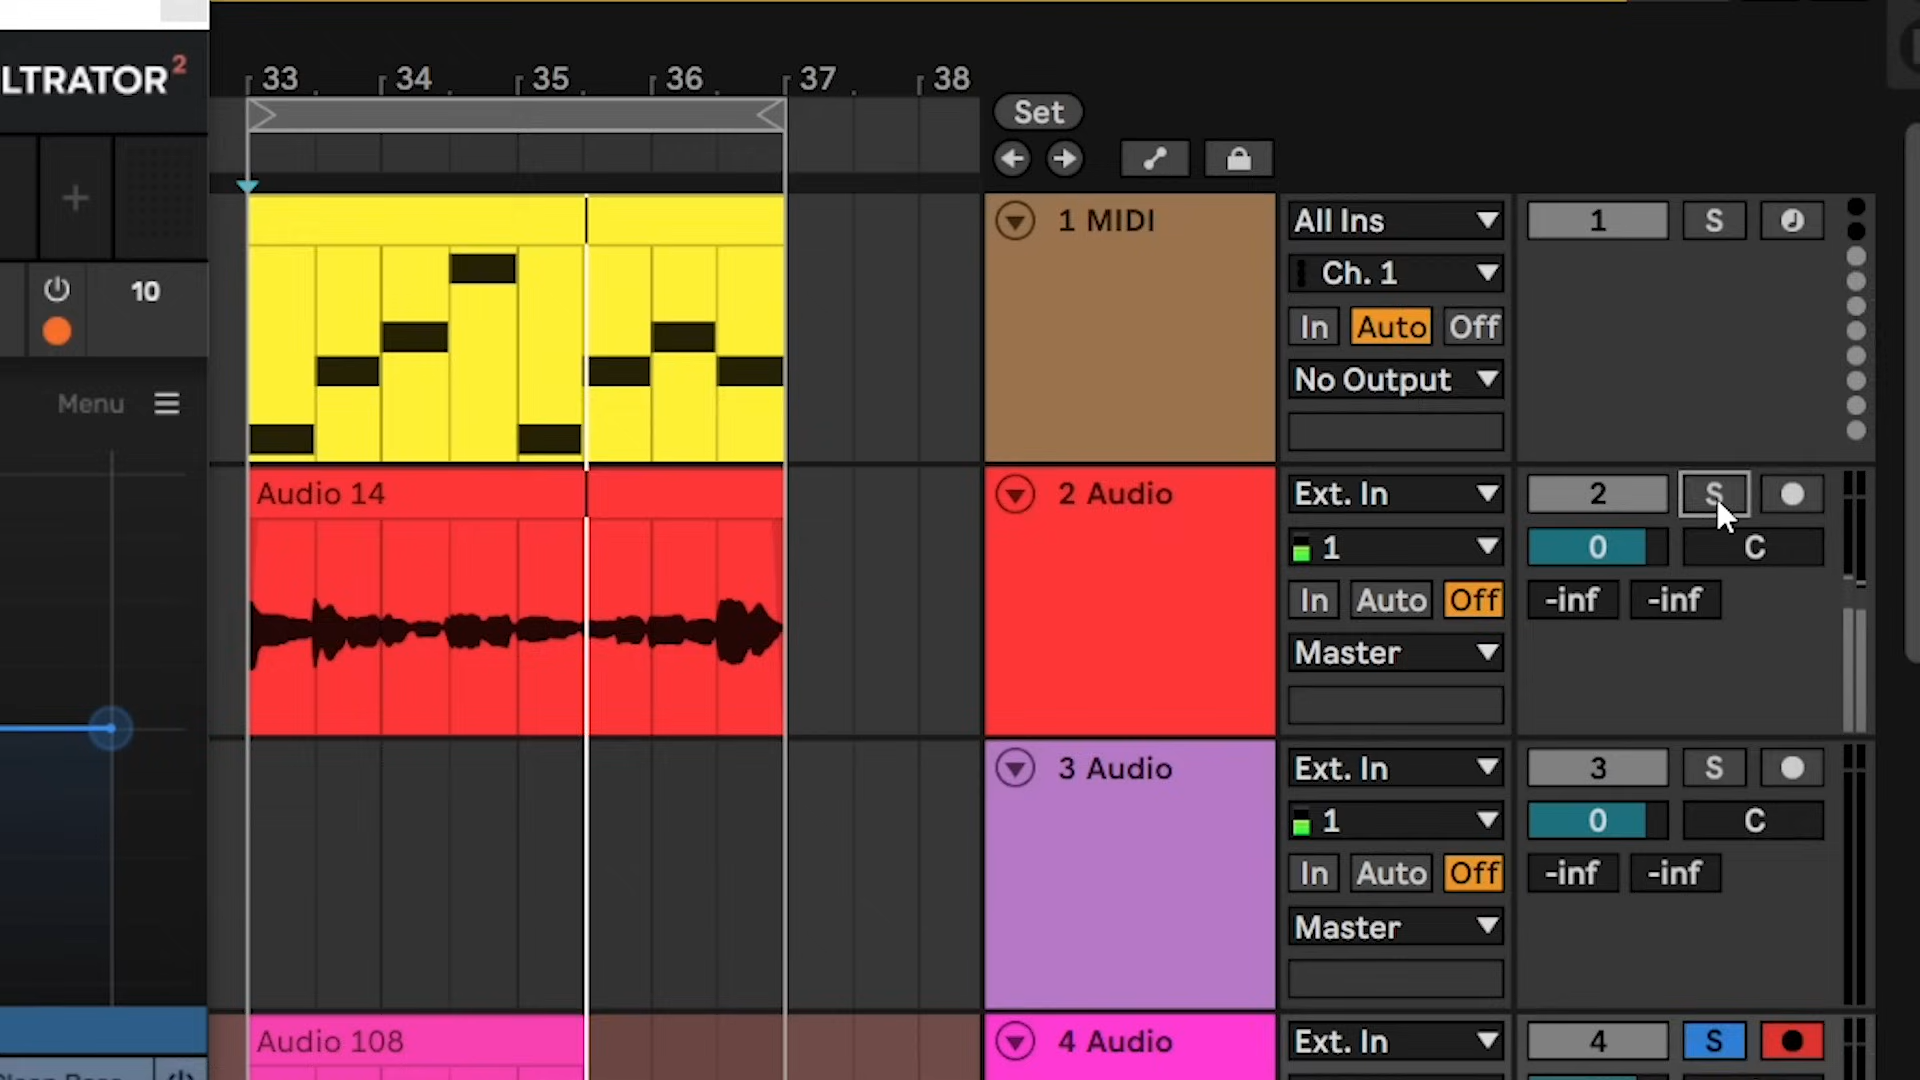 LTRATOR2
33 34 35 36 37 38
Set
10
Menu
1 MIDI All Ins 1 S
Ch. 1
In Auto Off
No Output
Audio 14 2 Audio Ext. In 2 S
1 0 C
In Auto Off -inf -inf
Master
3 Audio Ext. In 3 S
1 0 C
In Auto Off -inf -inf
Master
Audio 108 4 Audio Ext. In 4 S